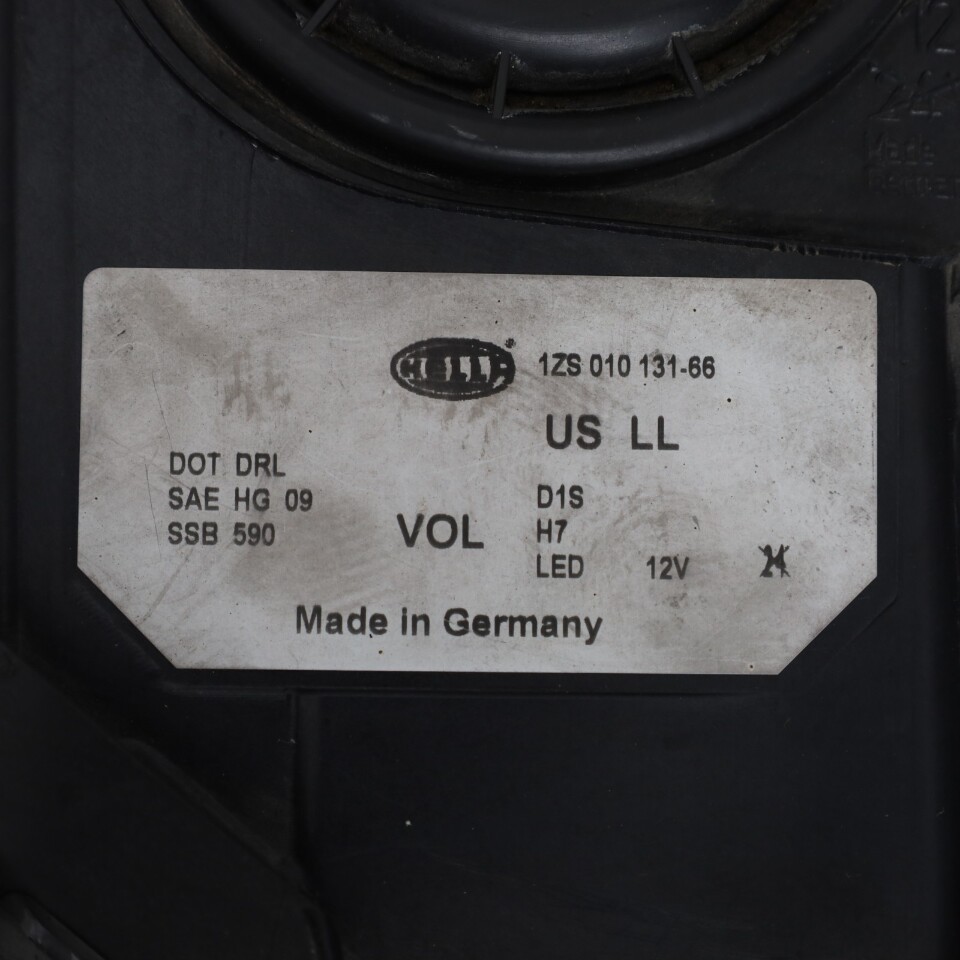 HELLA 1ZS 010 131-66
US LL
DOT DRL
SAE HG 09
SSB 590
VOL
D1S
H7
LED 12V 24
Made in Germany